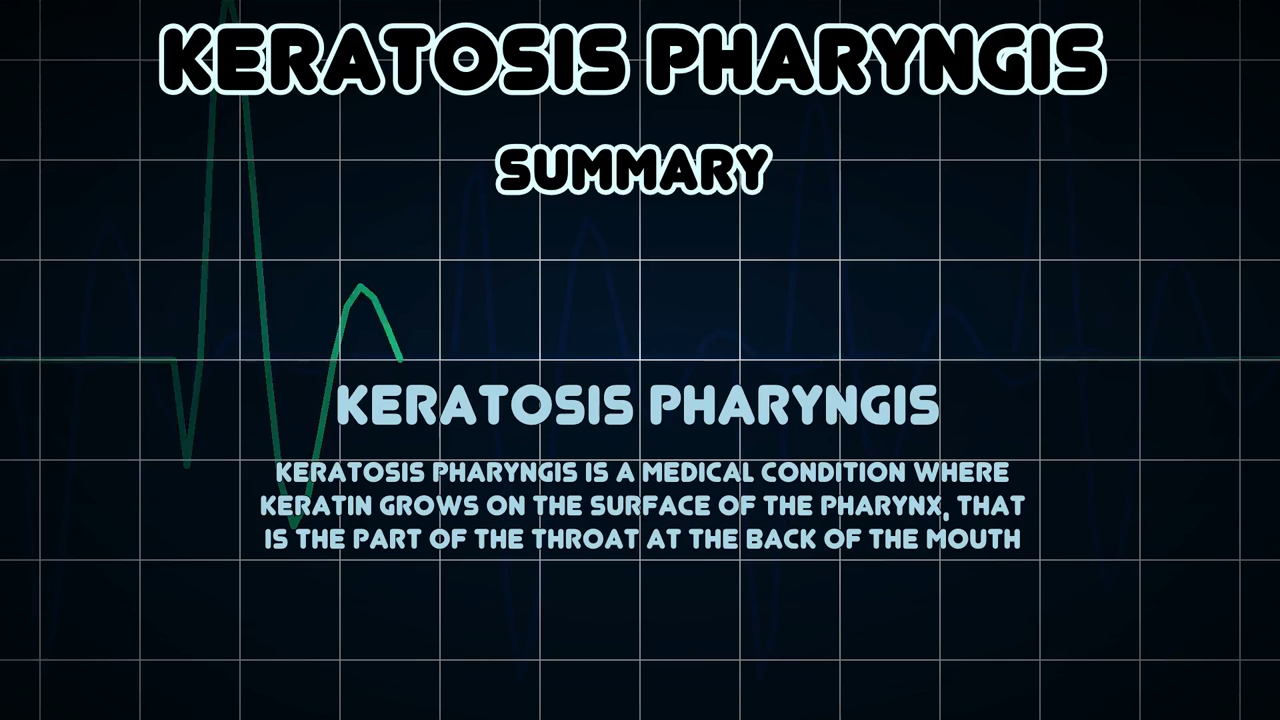 KERATOSIS PHARYNGIS
SUMMARY
KERATOSIS PHARYNGIS
KERATOSIS PHARYNGIS IS A MEDICAL CONDITION WHERE
KERATIN GROWS ON THE SURFACE OF THE PHARYNX, THAT
IS THE PART OF THE THROAT AT THE BACK OF THE MOUTH